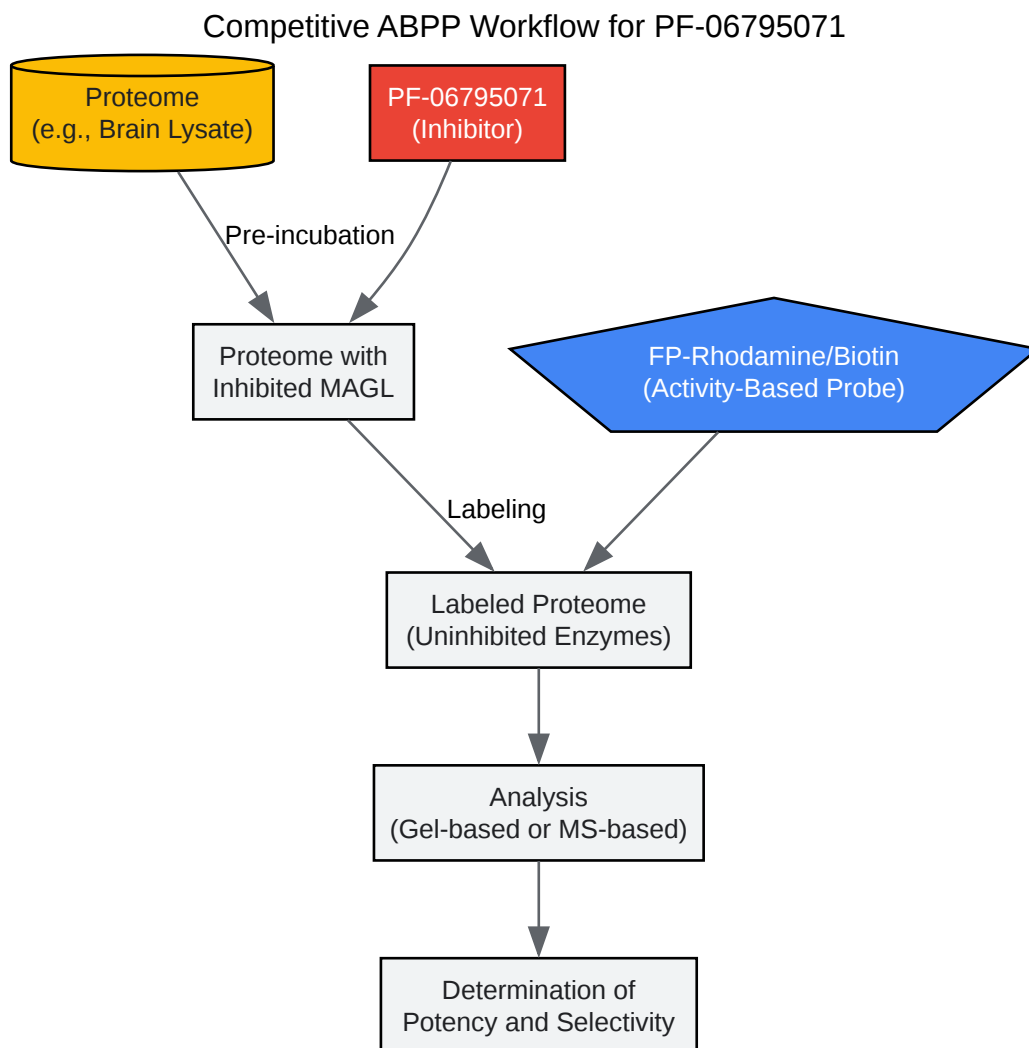 Competitive ABPP Workflow for PF-06795071
Proteome
(e.g., Brain Lysate)
PF-06795071
(Inhibitor)
Pre-incubation
Proteome with
Inhibited MAGL
FP-Rhodamine/Biotin
(Activity-Based Probe)
Labeling
Labeled Proteome
(Uninhibited Enzymes)
Analysis
(Gel-based or MS-based)
Determination of
Potency and Selectivity